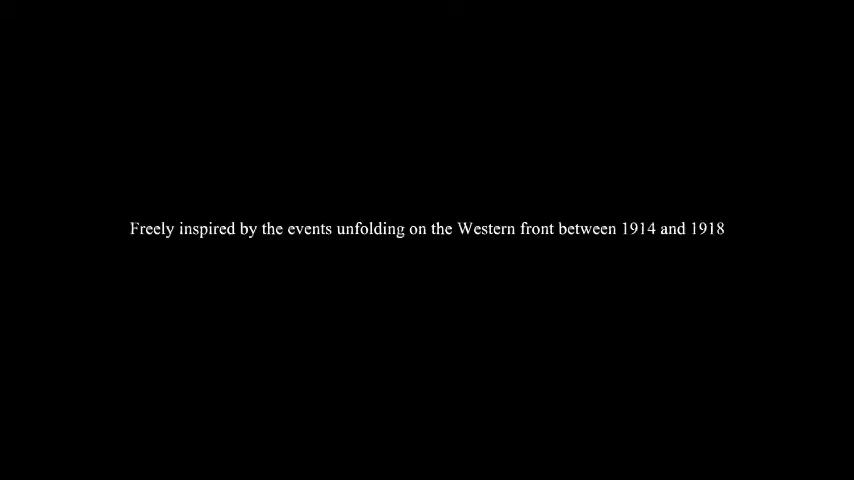 Freely inspired by the events unfolding on the Western front between 1914 and 1918